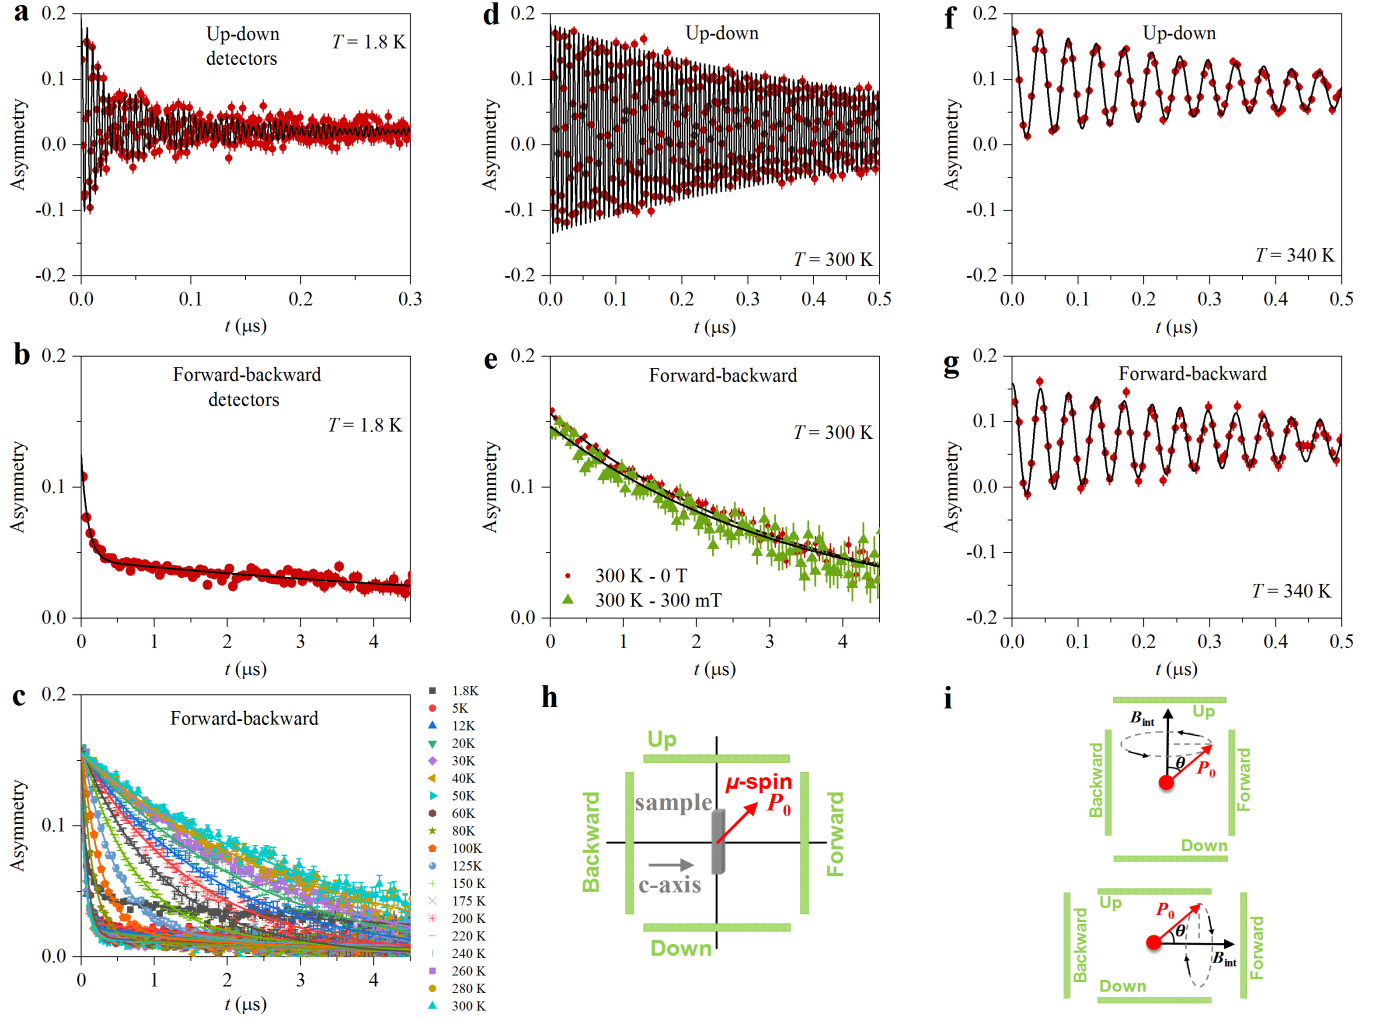 a
0.2
0.1
0.0
-0.1
-0.2
Asymmetry
Up-down
detectors
T = 1.8 K
0.0
0.1
0.2
0.3
t (μs)
d
0.2
0.1
0.0
-0.1
-0.2
Asymmetry
Up-down
T = 300 K
0.0
0.1
0.2
0.3
0.4
0.5
t (μs)
f
0.2
0.1
0.0
-0.1
-0.2
Asymmetry
Up-down
T = 340 K
0.0
0.1
0.2
0.3
0.4
0.5
t (μs)
b
0.2
0.1
0.0
Asymmetry
Forward-backward
detectors
T = 1.8 K
0
1
2
3
4
t (μs)
e
0.2
0.1
0.0
Asymmetry
Forward-backward
T = 300 K
300 K - 0 T
300 K - 300 mT
0
1
2
3
4
t (μs)
g
0.2
0.1
0.0
-0.1
-0.2
Asymmetry
Forward-backward
T = 340 K
0.0
0.1
0.2
0.3
0.4
0.5
t (μs)
c
0.2
0.1
0.0
Asymmetry
Forward-backward
0
1
2
3
4
t (μs)
1.8K
5K
12K
20K
30K
40K
50K
60K
80K
100K
125K
150 K
175 K
200 K
220 K
240 K
260 K
280 K
300 K
h
Up
Backward
sample
μ-spin
P0
c-axis
Forward
Down
i
Up
Bint
Backward
θ
P0
Forward
Down
Up
P0
Backward
θ
Bint
Forward
Down